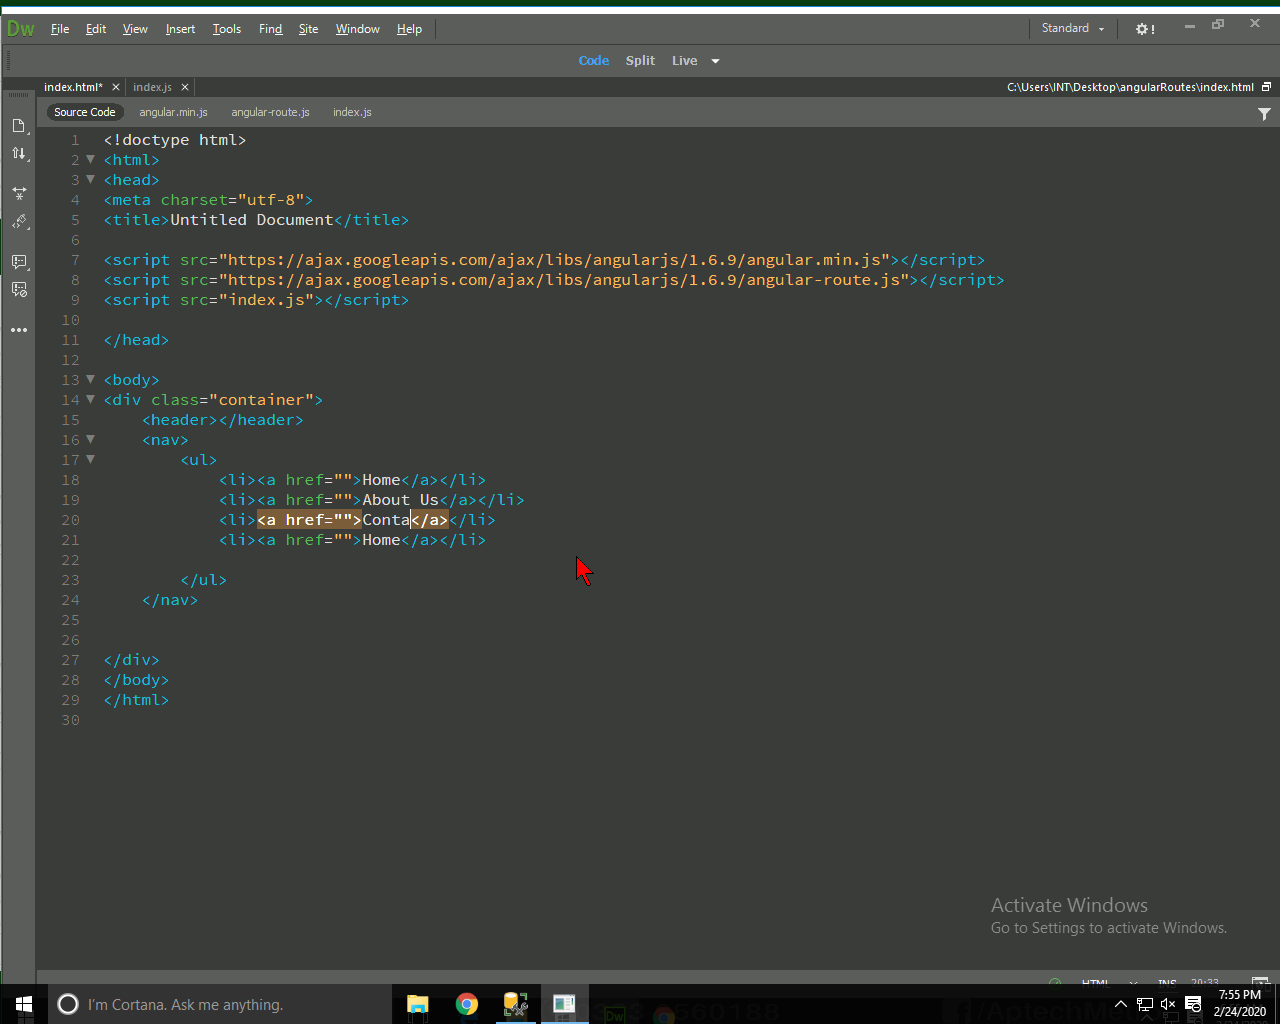 Dw File Edit View Insert Tools Find Site Window Help Standard
Code Split Live
index.html* index.js C:\Users\INT\Desktop\angularRoutes\index.html
Source Code angular.min.js angular-route.js index.js
1 <!doctype html>
2 <html>
3 <head>
4 <meta charset="utf-8">
5 <title>Untitled Document</title>
6
7 <script src="https://ajax.googleapis.com/ajax/libs/angularjs/1.6.9/angular.min.js"></script>
8 <script src="https://ajax.googleapis.com/ajax/libs/angularjs/1.6.9/angular-route.js"></script>
9 <script src="index.js"></script>
10
11 </head>
12
13 <body>
14 <div class="container">
15 <header></header>
16 <nav>
17 <ul>
18 <li><a href="">Home</a></li>
19 <li><a href="">About Us</a></li>
20 <li><a href="">Conta</a></li>
21 <li><a href="">Home</a></li>
22
23 </ul>
24 </nav>
25
26
27 </div>
28 </body>
29 </html>
30
Activate Windows
Go to Settings to activate Windows.
HTML INS 20:33
I'm Cortana. Ask me anything.
7:55 PM
2/24/2020